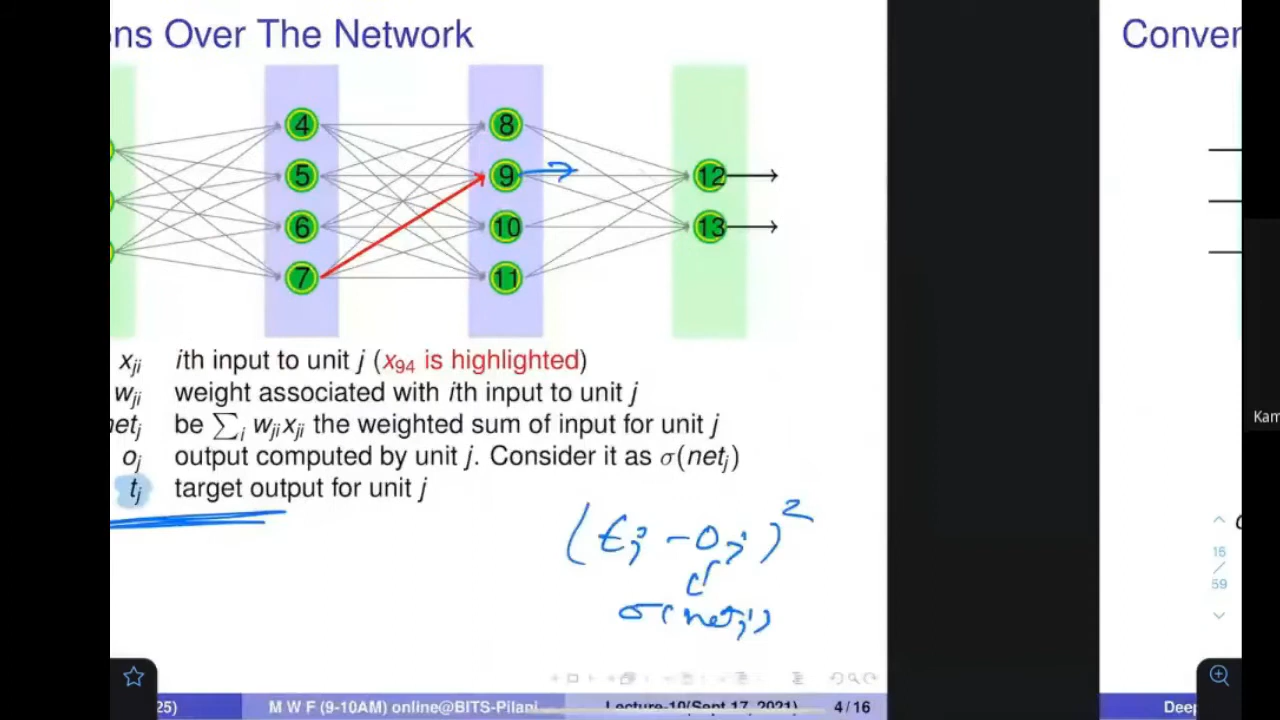 ons Over The Network
Conver
4
8
5
9
12
6
10
13
7
11
x_ji ith input to unit j (x_94 is highlighted)
w_ji weight associated with ith input to unit j
net_j be ∑_i w_ji x_ji the weighted sum of input for unit j
o_j output computed by unit j. Consider it as σ(net_j)
t_j target output for unit j
(t_j - o_j)^2
σ(net_j)
Kam
16
/
59
25)
M W F (9-10AM) online@BITS-Pilani
Lecture-10(Sept 17, 2021)
4 / 16
Deep